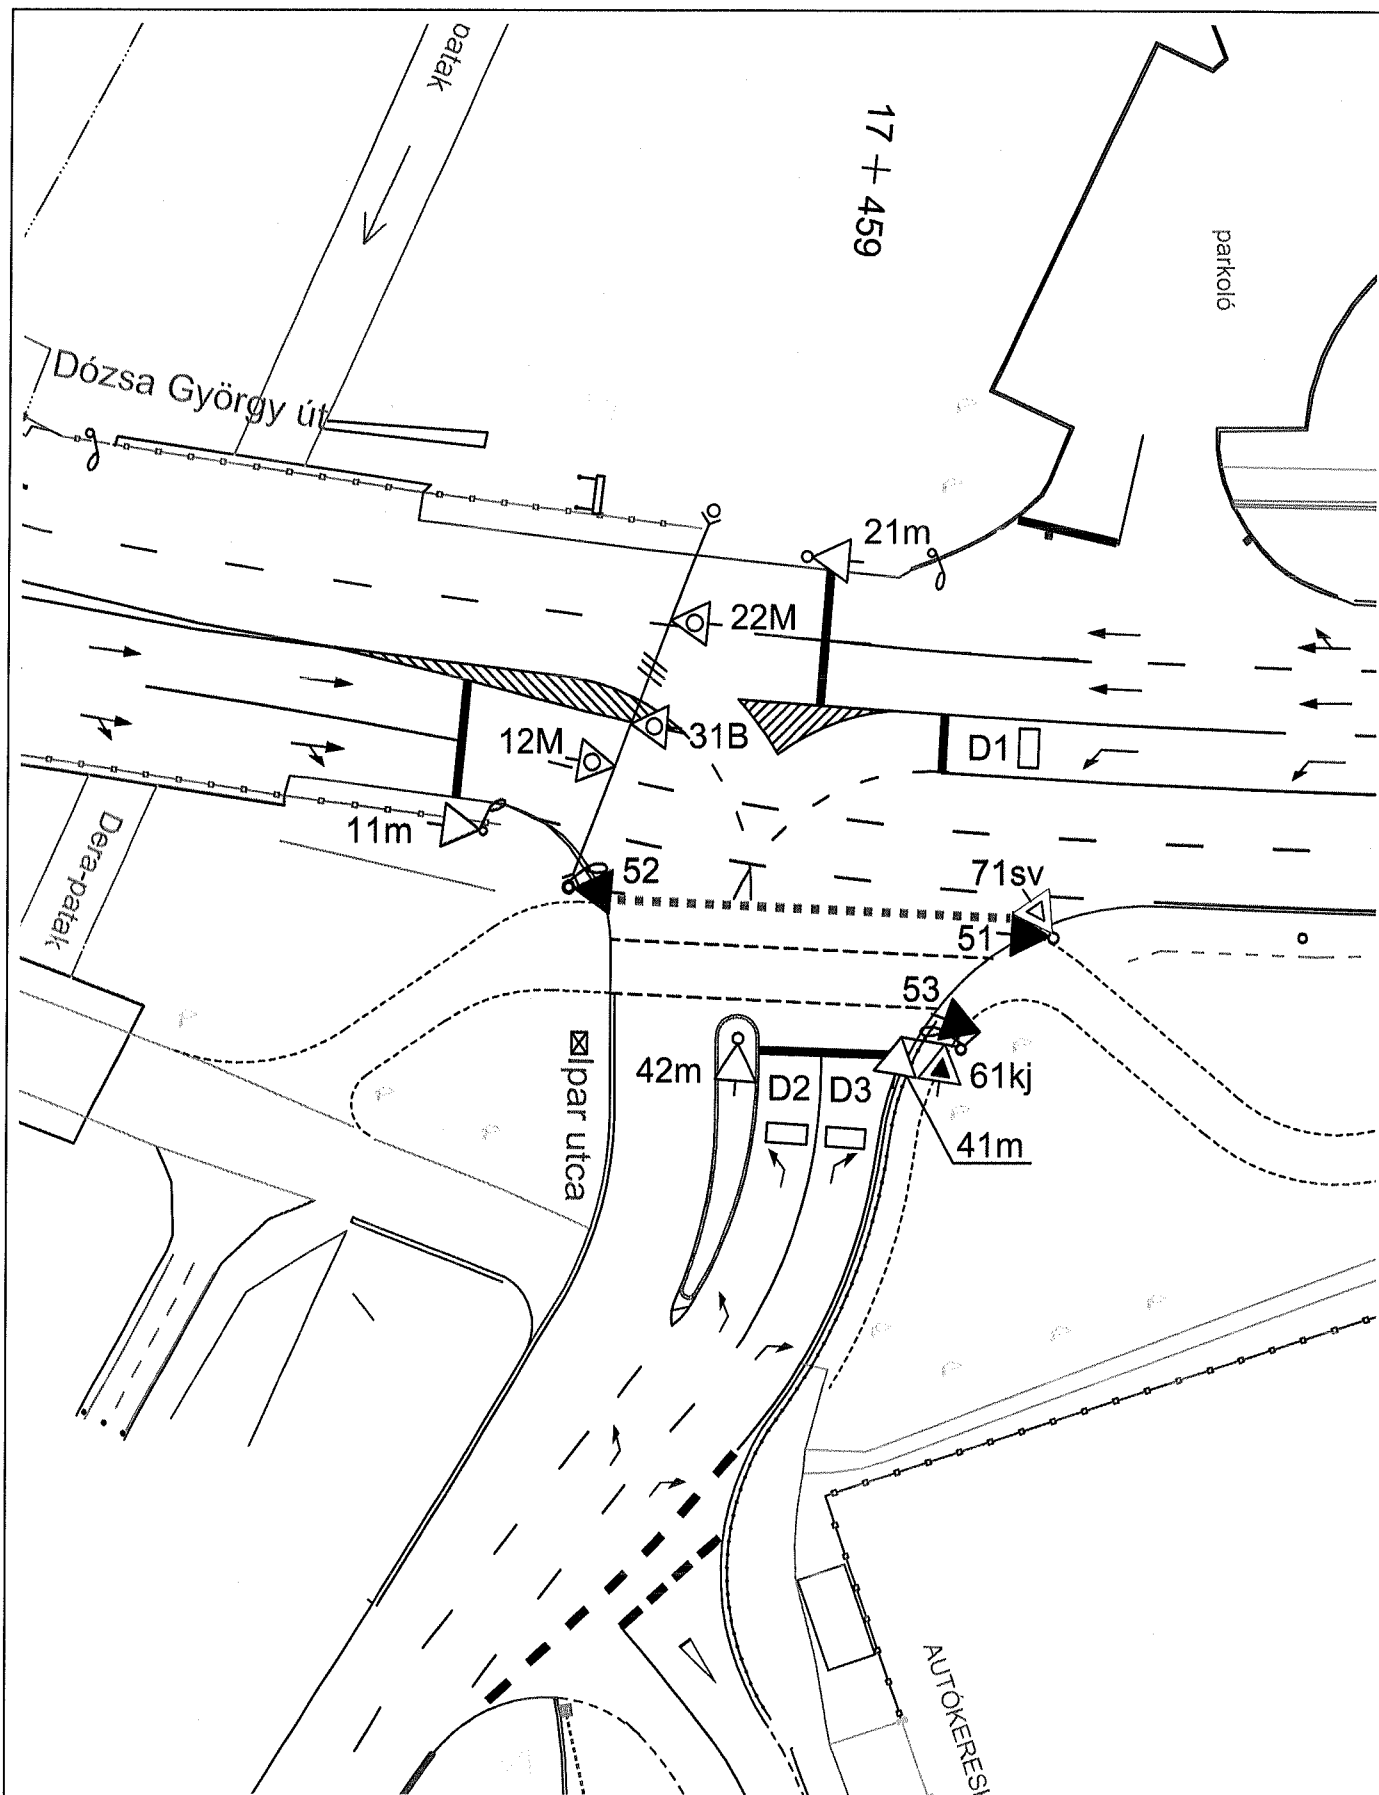 patak
17 + 459
parkoló
Dózsa György út
21m
22M
31B
12M
D1
11m
Dera-patak
52
71sv
51
53
Ipar utca
42m
D2
D3
61kj
41m